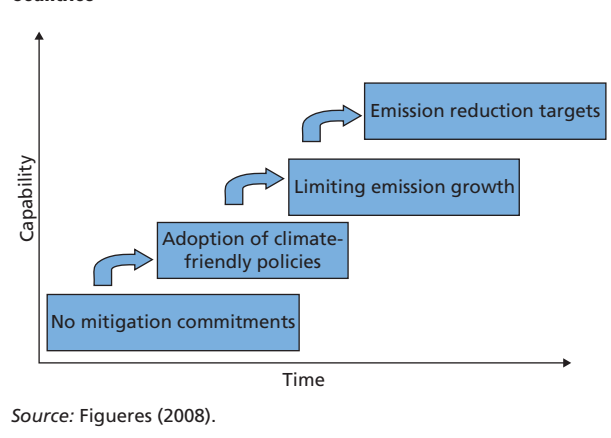 Emission reduction targets
Limiting emission growth
Adoption of climate-
friendly policies
No mitigation commitments
Capability
Time
Source: Figueres (2008).